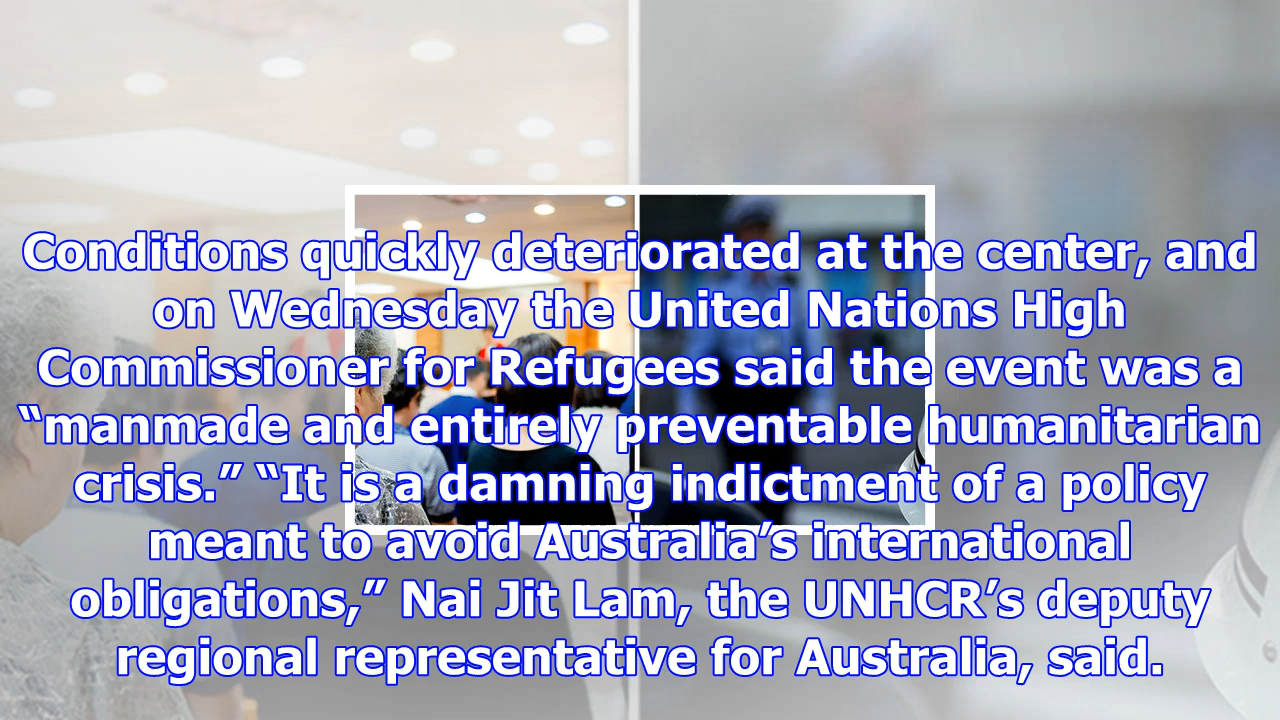 Conditions quickly deteriorated at the center, and
on Wednesday the United Nations High
Commissioner for Refugees said the event was a
“manmade and entirely preventable humanitarian
crisis.” “It is a damning indictment of a policy
meant to avoid Australia’s international
obligations,” Nai Jit Lam, the UNHCR’s deputy
regional representative for Australia, said.